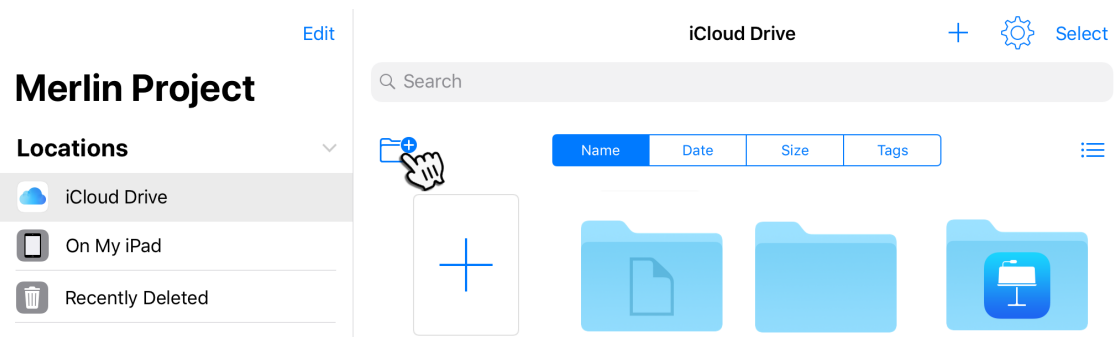 Edit
iCloud Drive
Select
Merlin Project
Search
Locations
Name
Date
Size
Tags
iCloud Drive
On My iPad
Recently Deleted